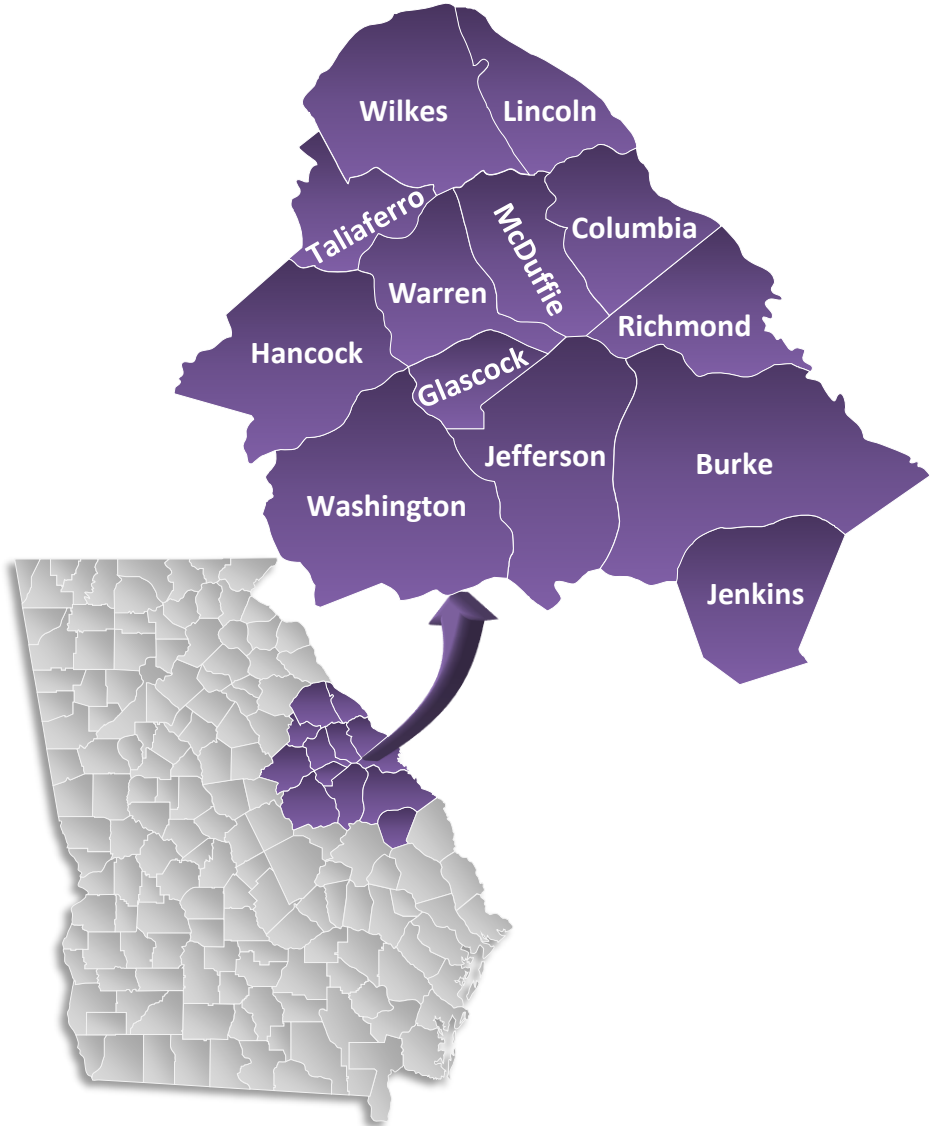 Wilkes
Lincoln
Taliaferro
McDuffie
Columbia
Warren
Richmond
Hancock
Glascock
Jefferson
Burke
Washington
Jenkins